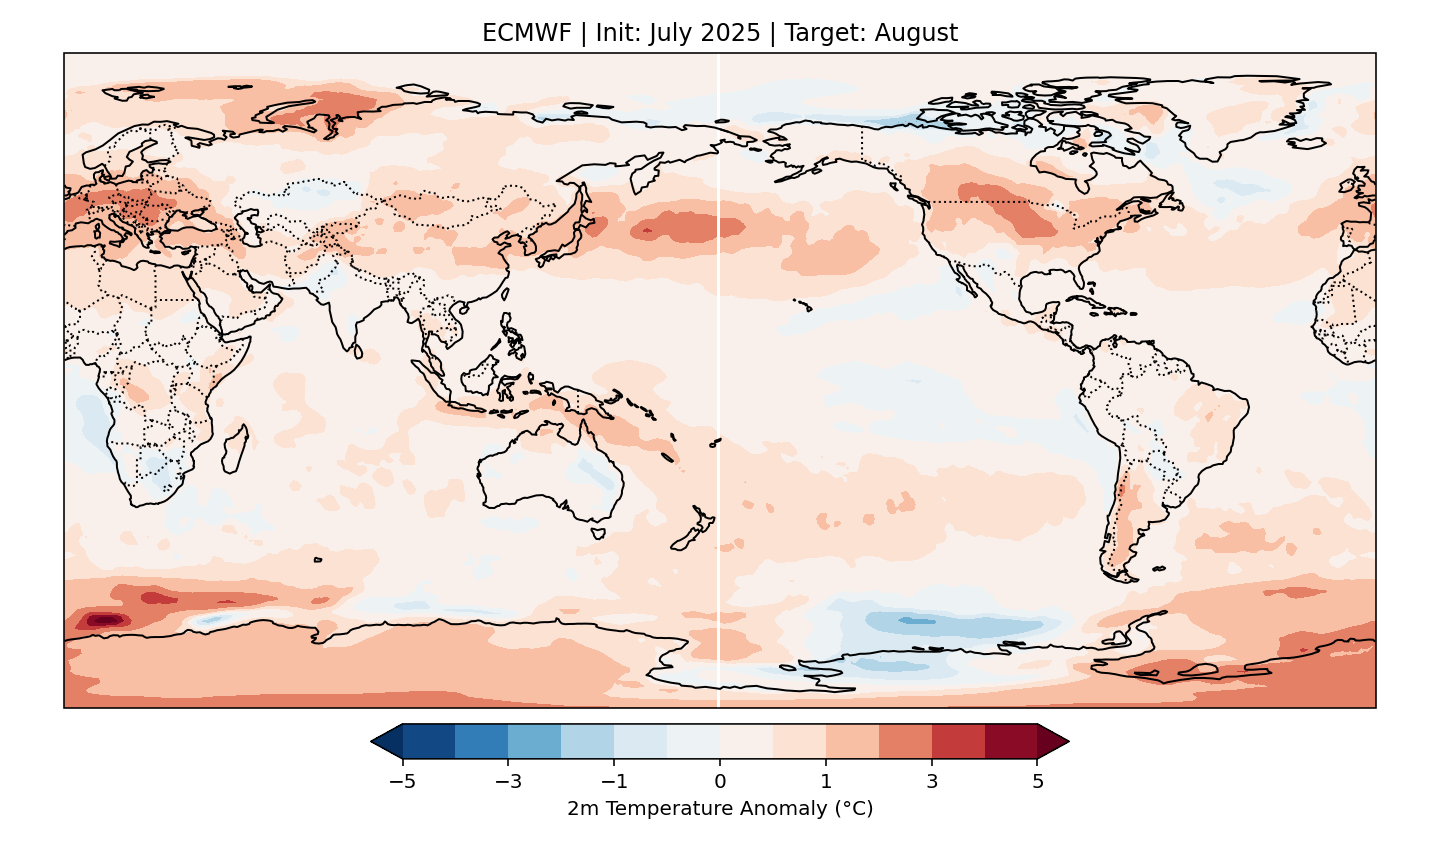 ECMWF | Init: July 2025 | Target: August
−5 −3 −1 0 1 3 5
2m Temperature Anomaly (°C)